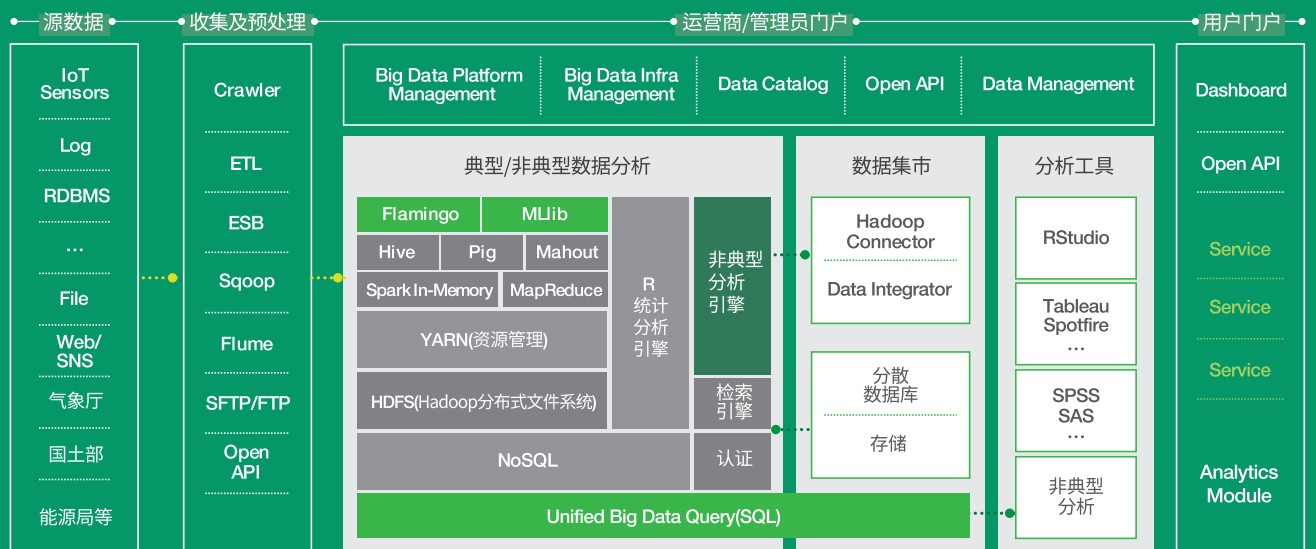 源数据
收集及预处理
运营商/管理员门户
用户门户
IoT
Sensors
Log
RDBMS
...
File
Web/
SNS
气象厅
国土部
能源局等
Crawler
ETL
ESB
Sqoop
Flume
SFTP/FTP
Open
API
Big Data Platform
Management
Big Data Infra
Management
Data Catalog
Open API
Data Management
典型/非典型数据分析
Flamingo
MLlib
Hive
Pig
Mahout
Spark In-Memory
MapReduce
YARN(资源管理)
HDFS(Hadoop分布式文件系统)
NoSQL
R
统计
分析
引擎
非典型
分析
引擎
检索
引擎
认证
Unified Big Data Query(SQL)
数据集市
Hadoop
Connector
Data Integrator
分散
数据库
存储
分析工具
RStudio
Tableau
Spotfire
...
SPSS
SAS
...
非典型
分析
Dashboard
Open API
Service
Service
Service
Analytics
Module